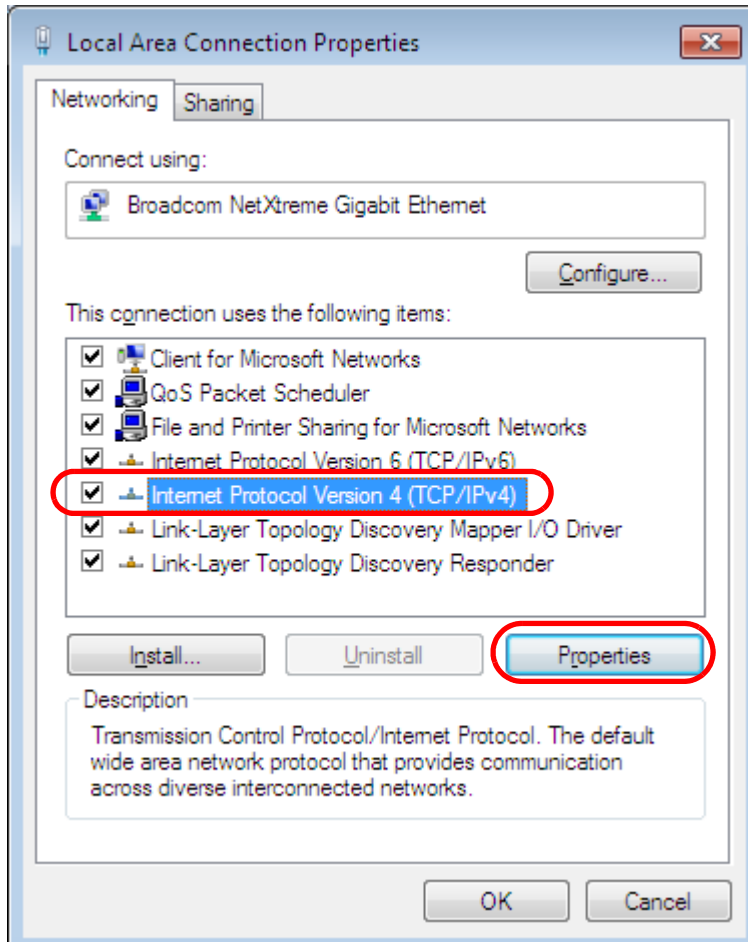 Local Area Connection Properties
Networking
Sharing
Connect using:
Broadcom NetXtreme Gigabit Ethernet
Configure...
This connection uses the following items:
Client for Microsoft Networks
QoS Packet Scheduler
File and Printer Sharing for Microsoft Networks
Internet Protocol Version 6 (TCP/IPv6)
Internet Protocol Version 4 (TCP/IPv4)
Link-Layer Topology Discovery Mapper I/O Driver
Link-Layer Topology Discovery Responder
Install...
Uninstall
Properties
Description
Transmission Control Protocol/Internet Protocol. The default
wide area network protocol that provides communication
across diverse interconnected networks.
OK
Cancel